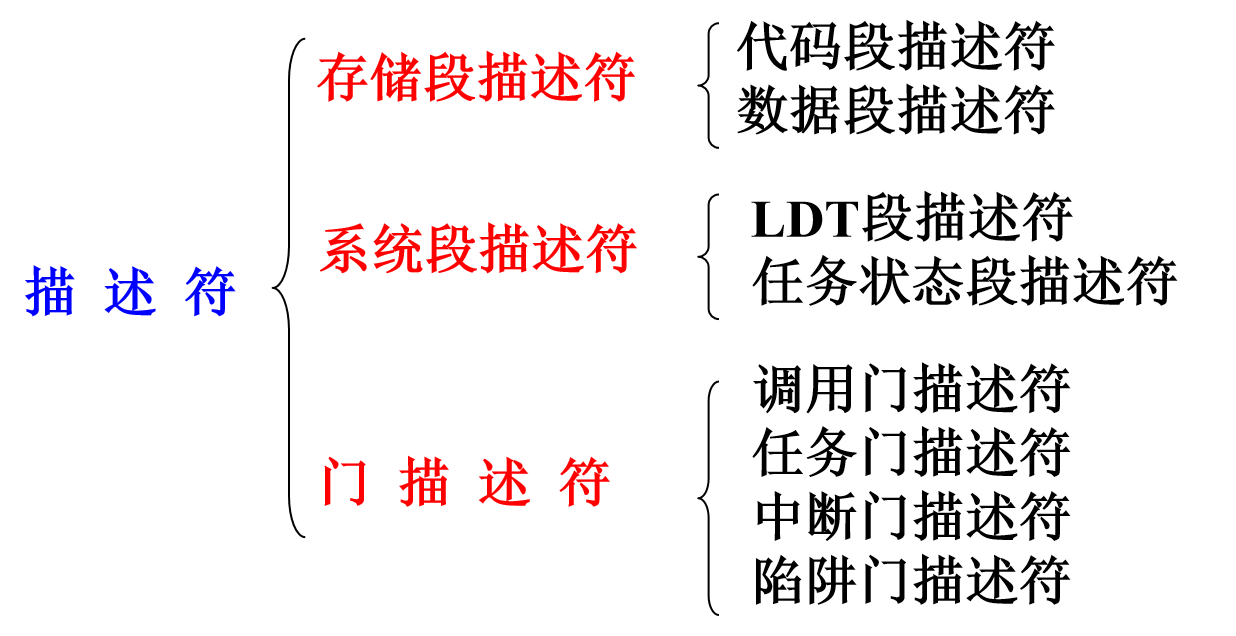 描 述 符
存储段描述符
代码段描述符
数据段描述符
系统段描述符
LDT段描述符
任务状态段描述符
门 描 述 符
调用门描述符
任务门描述符
中断门描述符
陷阱门描述符